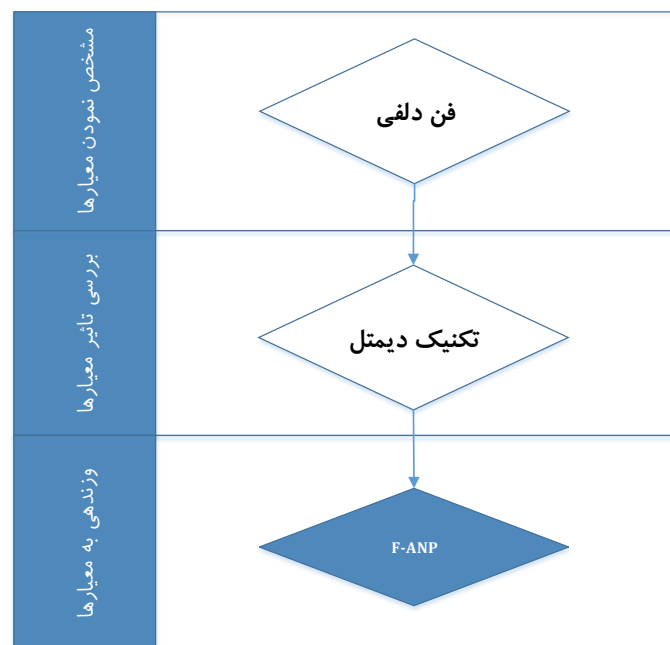 مشخص نمودن معیارها
فن دلفی
بررسی تاثیر معیارها
تکنیک دیمتل
وزندهی به معیارها
F-ANP